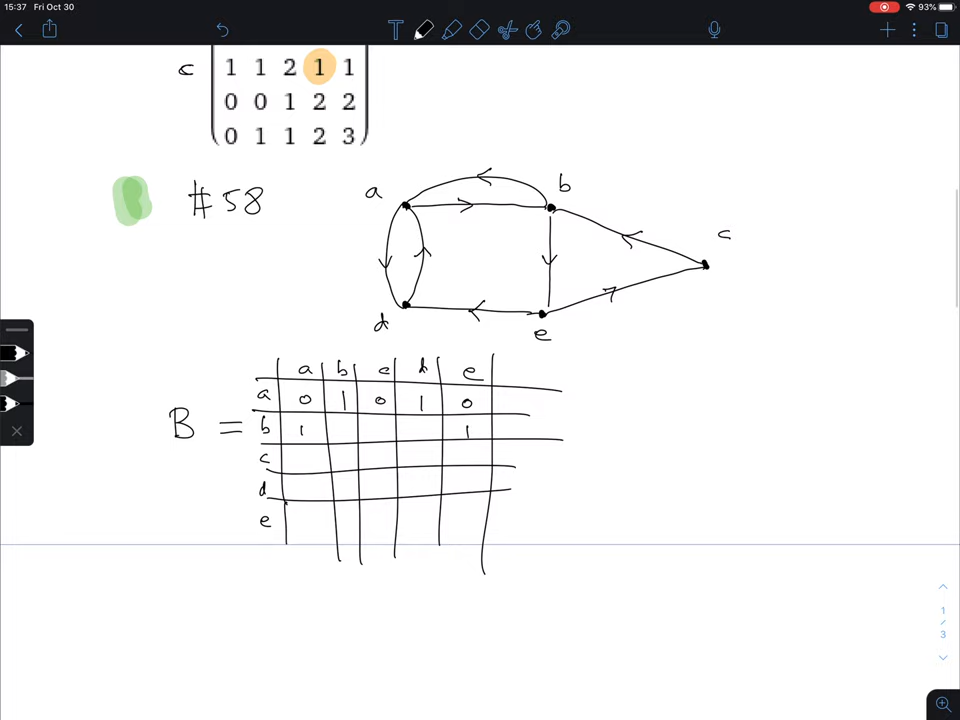 15:37 Fri Oct 30
93%
T
c 1 1 2 1 1
0 0 1 2 2
0 1 1 2 3
#58
a
b
c
d
e
a b c d e
a 0 1 0 1 0
B = b 1 1
c
d
e
1
/
3